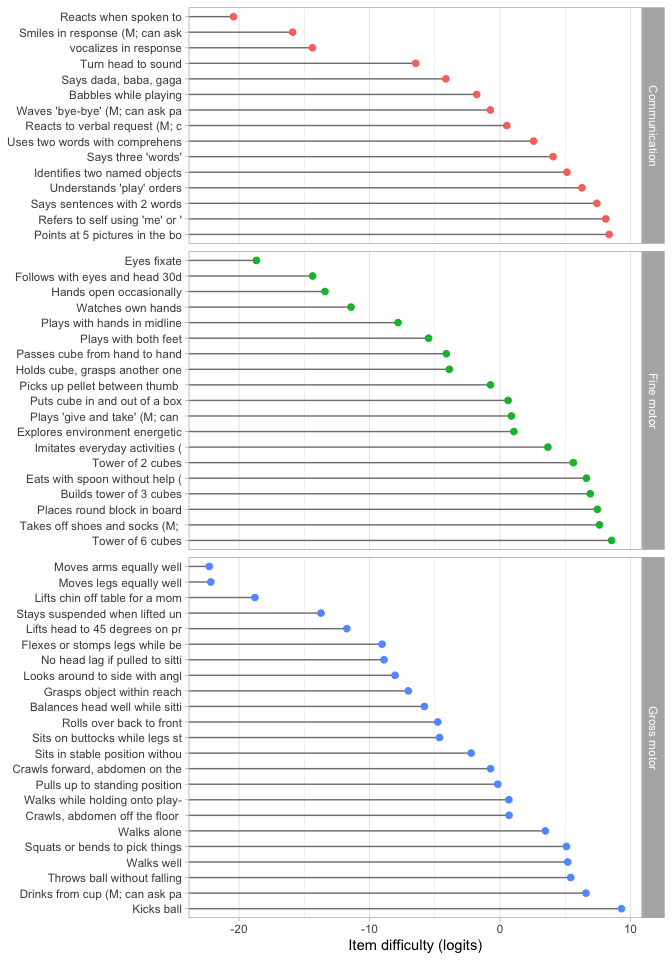 Reacts when spoken to
Smiles in response (M; can ask
vocalizes in response
Turn head to sound
Says dada, baba, gaga
Babbles while playing
Waves 'bye-bye' (M; can ask pa
Reacts to verbal request (M; c
Uses two words with comprehens
Says three 'words'
Identifies two named objects
Understands 'play' orders
Says sentences with 2 words
Refers to self using 'me' or '
Points at 5 pictures in the bo
Communication
Eyes fixate
Follows with eyes and head 30d
Hands open occasionally
Watches own hands
Plays with hands in midline
Plays with both feet
Passes cube from hand to hand
Holds cube, grasps another one
Picks up pellet between thumb
Puts cube in and out of a box
Plays 'give and take' (M; can
Explores environment energetic
Imitates everyday activities (
Tower of 2 cubes
Eats with spoon without help (
Builds tower of 3 cubes
Places round block in board
Takes off shoes and socks (M;
Tower of 6 cubes
Fine motor
Moves arms equally well
Moves legs equally well
Lifts chin off table for a mom
Stays suspended when lifted un
Lifts head to 45 degrees on pr
Flexes or stomps legs while be
No head lag if pulled to sitti
Looks around to side with angl
Grasps object within reach
Balances head well while sitti
Rolls over back to front
Sits on buttocks while legs st
Sits in stable position withou
Crawls forward, abdomen on the
Pulls up to standing position
Walks while holding onto play-
Crawls, abdomen off the floor
Walks alone
Squats or bends to pick things
Walks well
Throws ball without falling
Drinks from cup (M; can ask pa
Kicks ball
Gross motor
-20 -10 0 10
Item difficulty (logits)